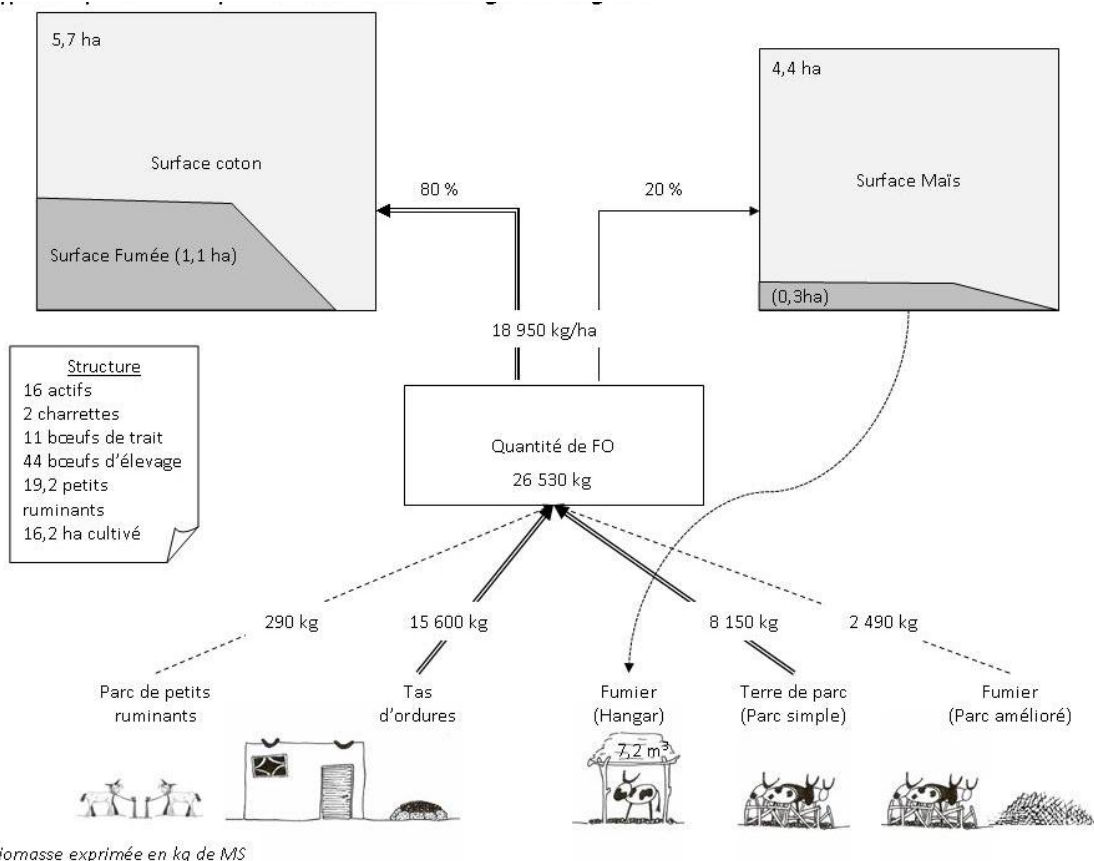 5,7 ha
4,4 ha
Surface coton
80 %
20 %
Surface Maïs
Surface Fumée (1,1 ha)
(0,3ha)
18 950 kg/ha
Structure
16 actifs
2 charrettes
11 bœufs de trait
44 bœufs d'élevage
19,2 petits
ruminants
16,2 ha cultivé
Quantité de FO
26 530 kg
290 kg
15 600 kg
8 150 kg
2 490 kg
Parc de petits
ruminants
Tas
d'ordures
Fumier
(Hangar)
Terre de parc
(Parc simple)
Fumier
(Parc amélioré)
7,2 m³
iomasse exprimée en kg de MS